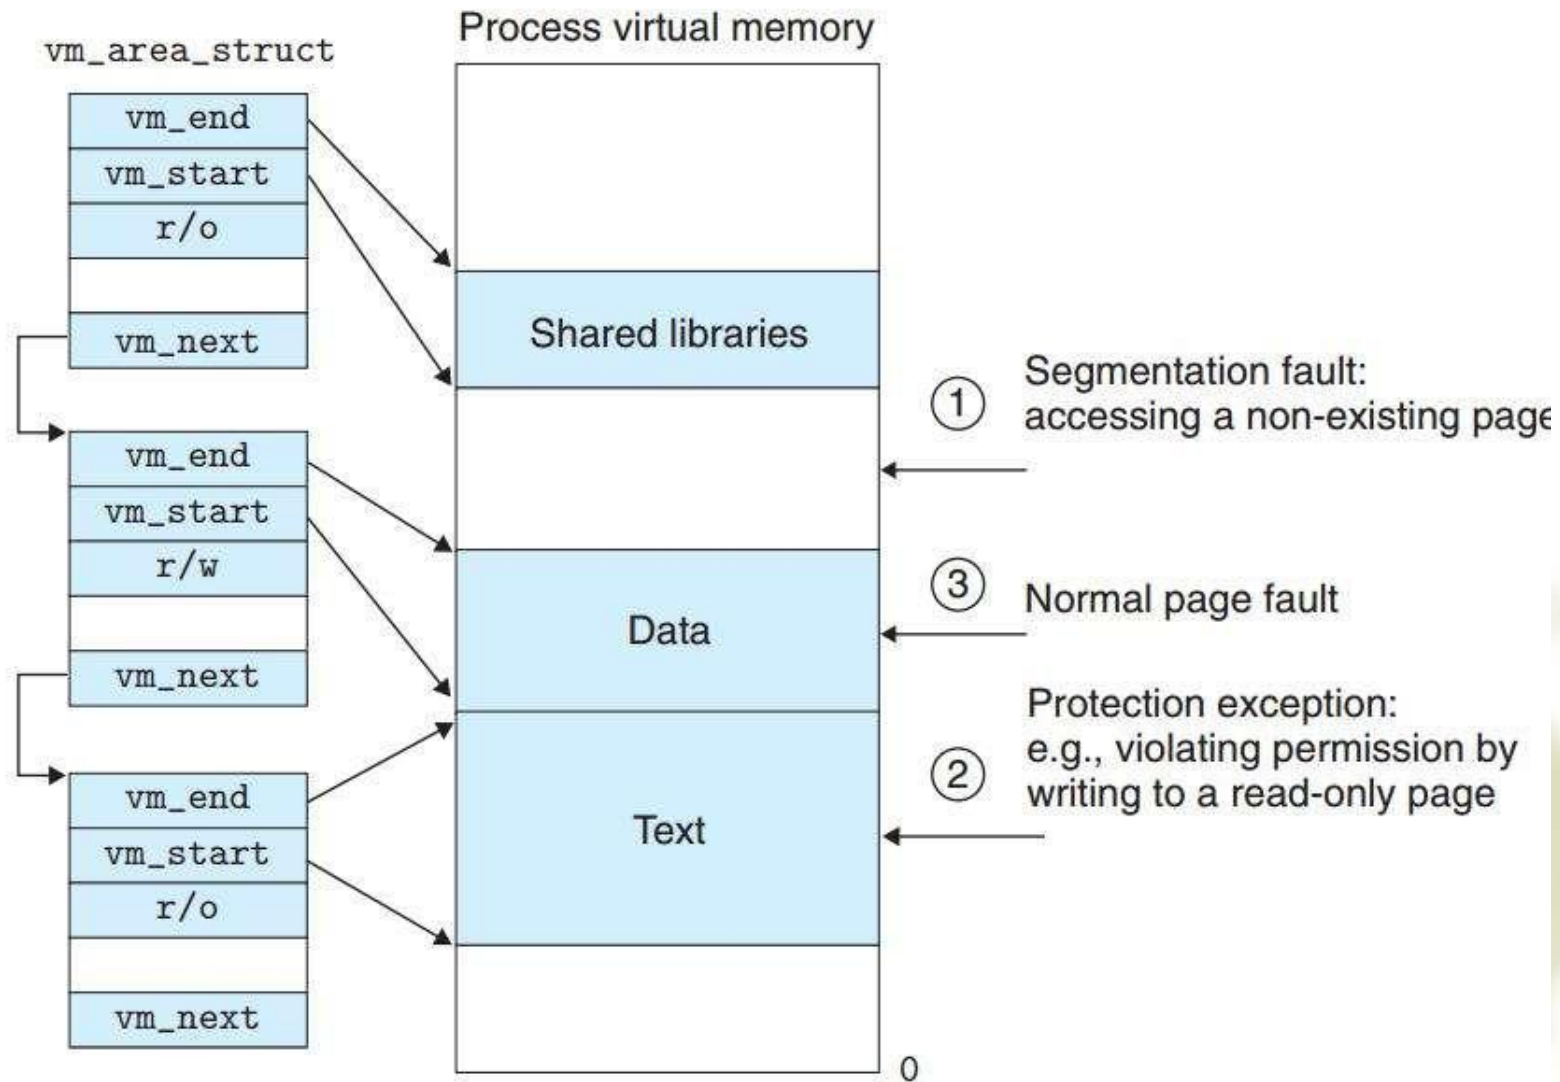 Process virtual memory
vm_area_struct
vm_end
vm_start
r/o
vm_next
vm_end
vm_start
r/w
vm_next
vm_end
vm_start
r/o
vm_next
Shared libraries
Data
Text
0
1
Segmentation fault:
accessing a non-existing page
3
Normal page fault
2
Protection exception:
e.g., violating permission by
writing to a read-only page